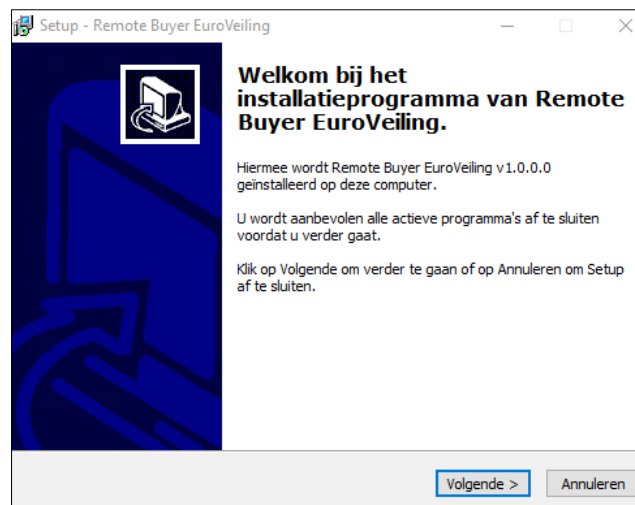 Setup - Remote Buyer EuroVeiling
Welkom bij het
installatieprogramma van Remote
Buyer EuroVeiling.
Hiermee wordt Remote Buyer EuroVeiling v1.0.0.0
geïnstalleerd op deze computer.
U wordt aanbevolen alle actieve programma's af te sluiten
voordat u verder gaat.
Klik op Volgende om verder te gaan of op Annuleren om Setup
af te sluiten.
Volgende >
Annuleren